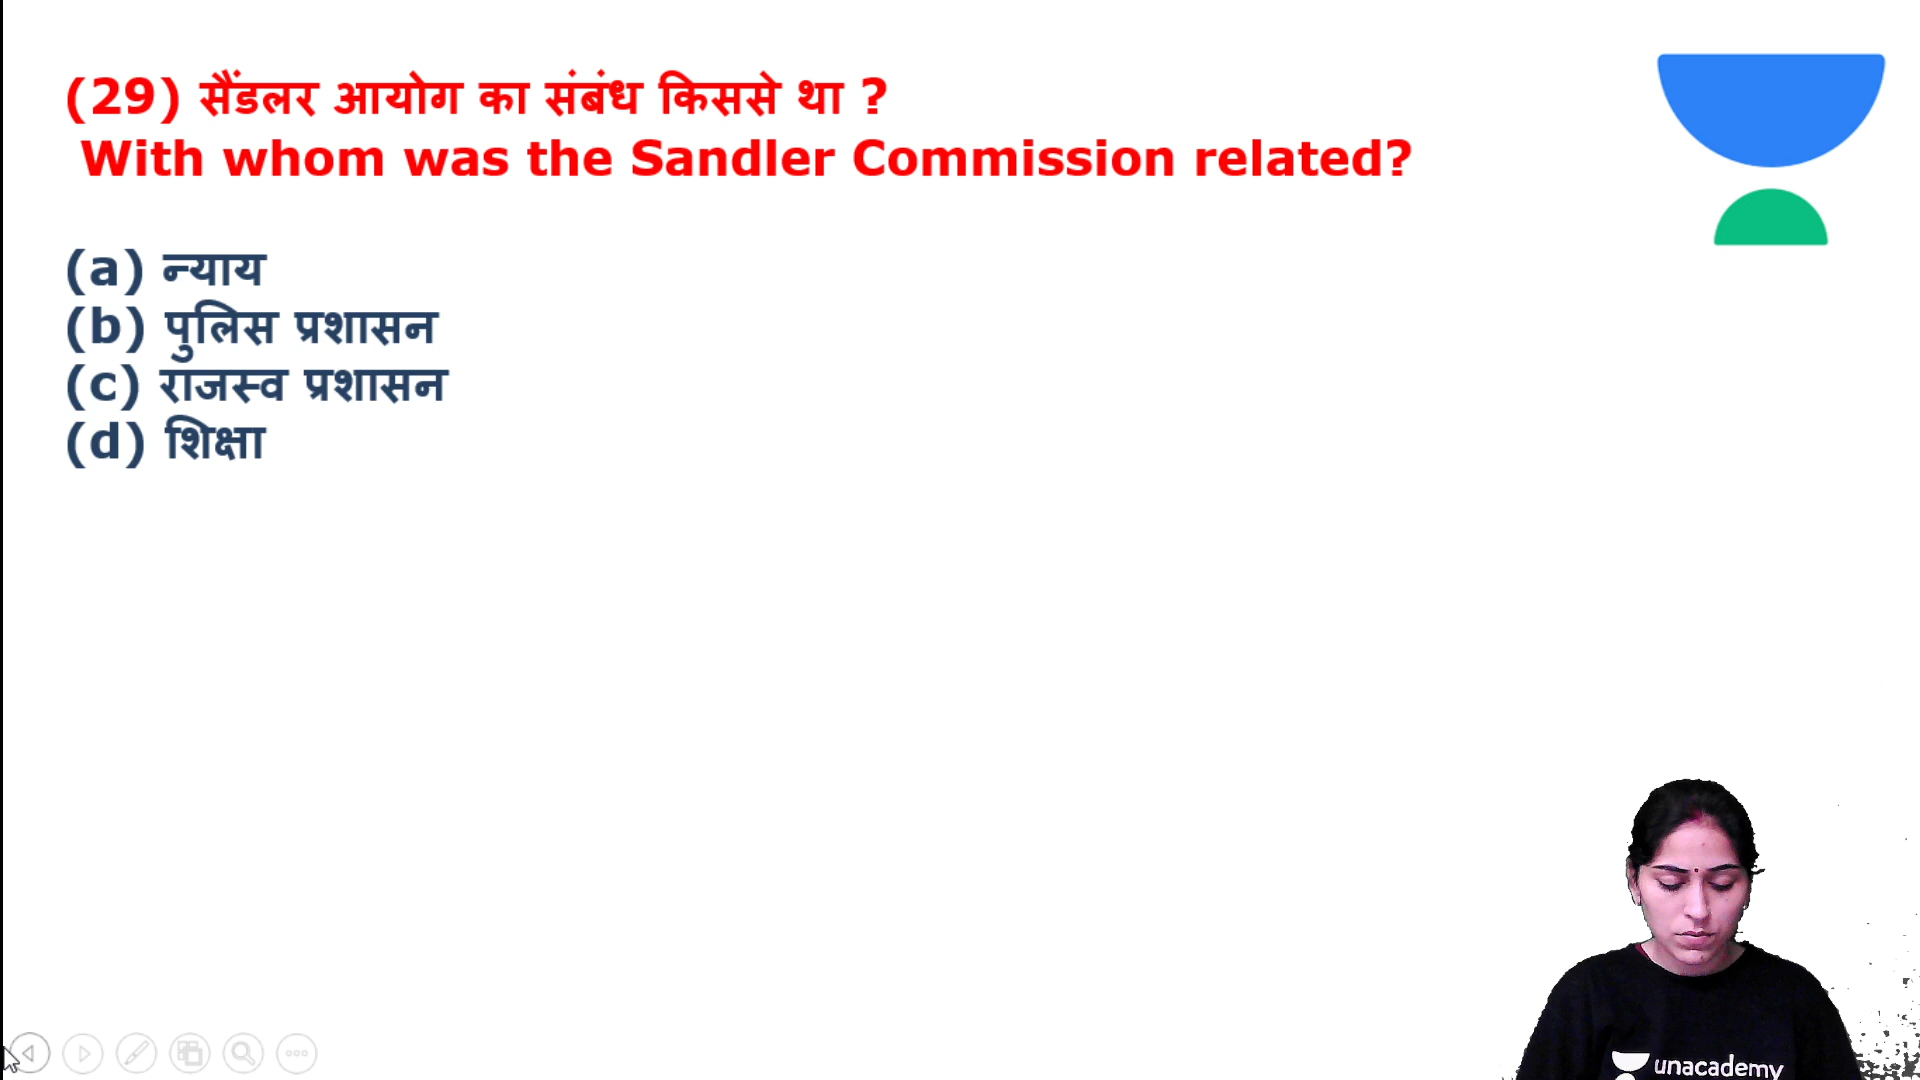 (29) सैंडलर आयोग का संबंध किससे था ?
With whom was the Sandler Commission related?
(a) न्याय
(b) पुलिस प्रशासन
(c) राजस्व प्रशासन
(d) शिक्षा
unacademy